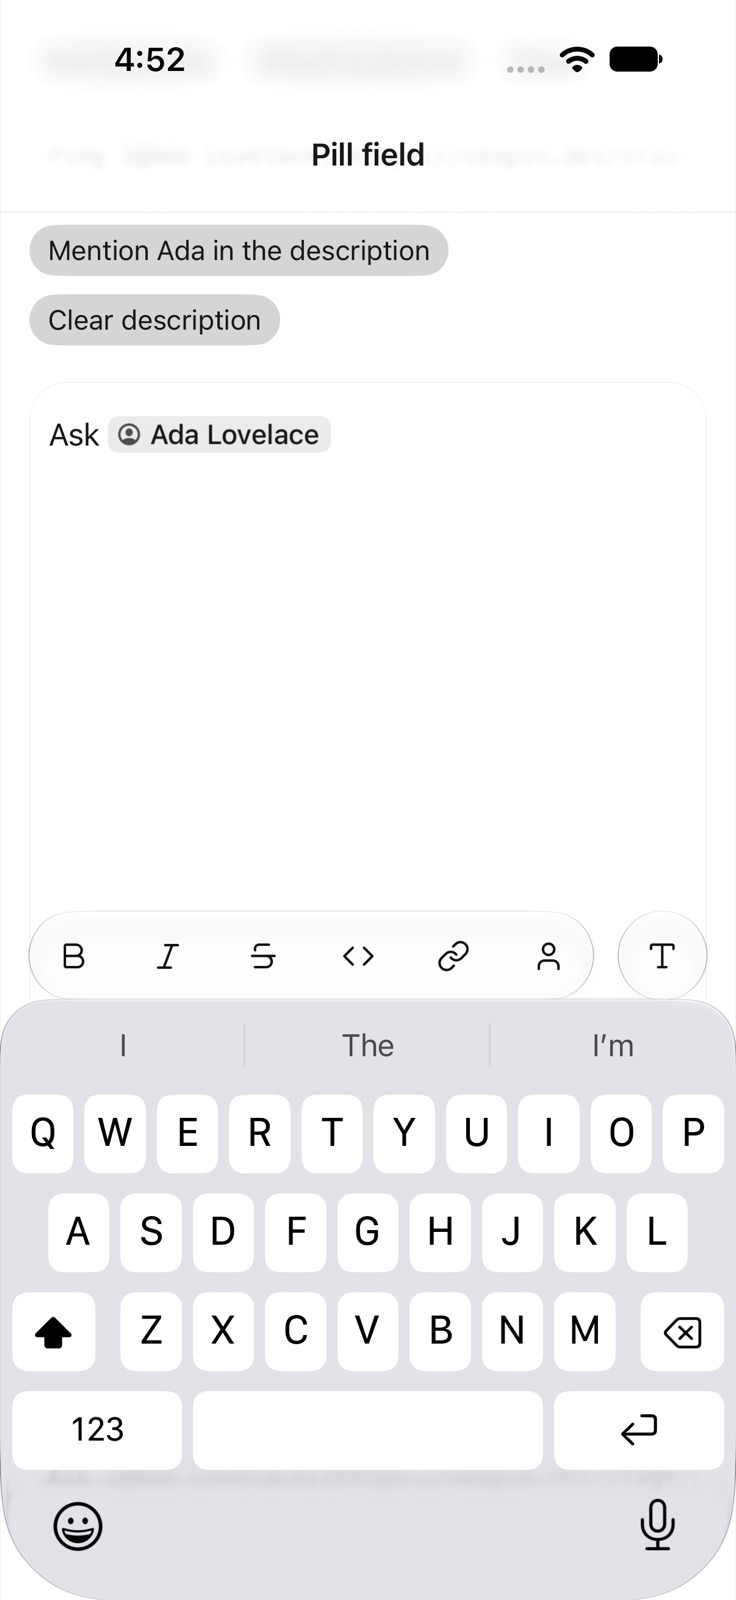 4:52
Pill field
Mention Ada in the description
Clear description
Ask Ada Lovelace
B I S T
I The I’m
Q W E R T Y U I O P
A S D F G H J K L
Z X C V B N M
123